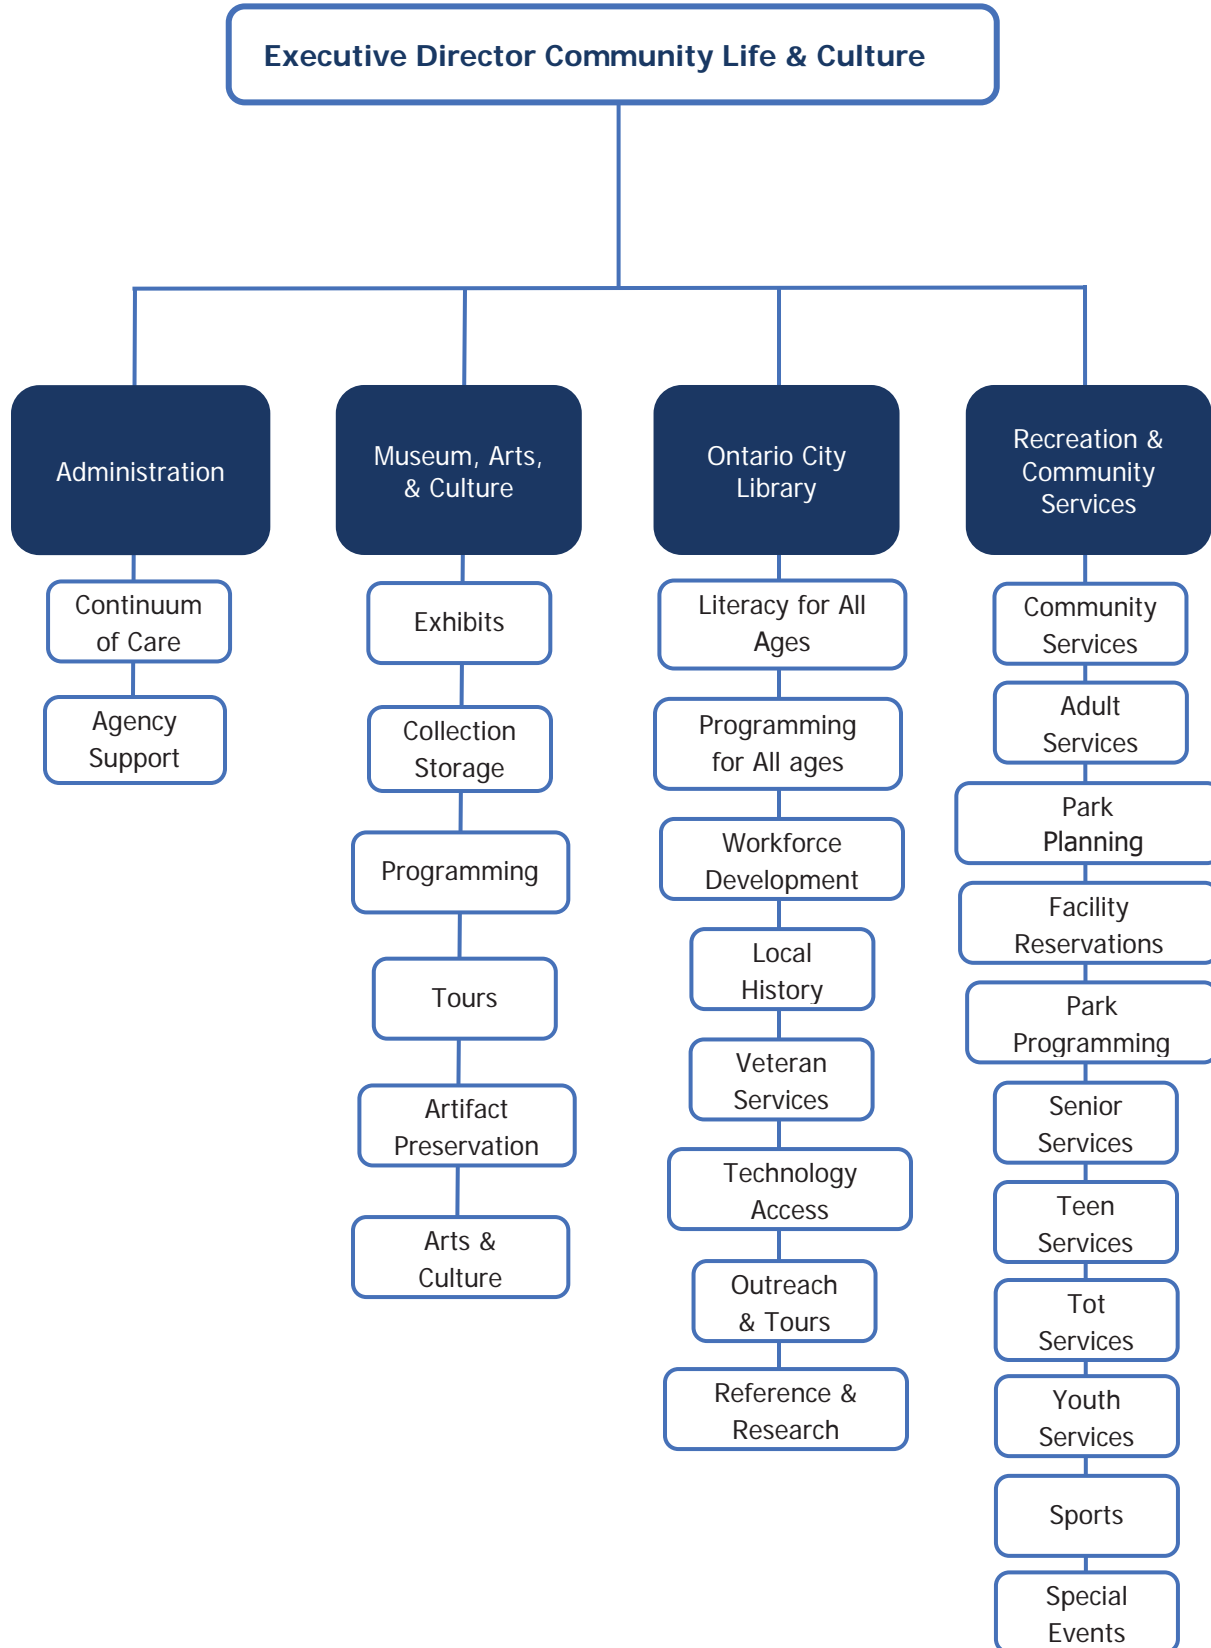 Executive Director Community Life & Culture
Administration
Continuum
of Care
Agency
Support
Museum, Arts,
& Culture
Exhibits
Collection
Storage
Programming
Tours
Artifact
Preservation
Arts &
Culture
Ontario City
Library
Literacy for All
Ages
Programming
for All ages
Workforce
Development
Local
History
Veteran
Services
Technology
Access
Outreach
& Tours
Reference &
Research
Recreation &
Community
Services
Community
Services
Adult
Services
Park
Planning
Facility
Reservations
Park
Programming
Senior
Services
Teen
Services
Tot
Services
Youth
Services
Sports
Special
Events